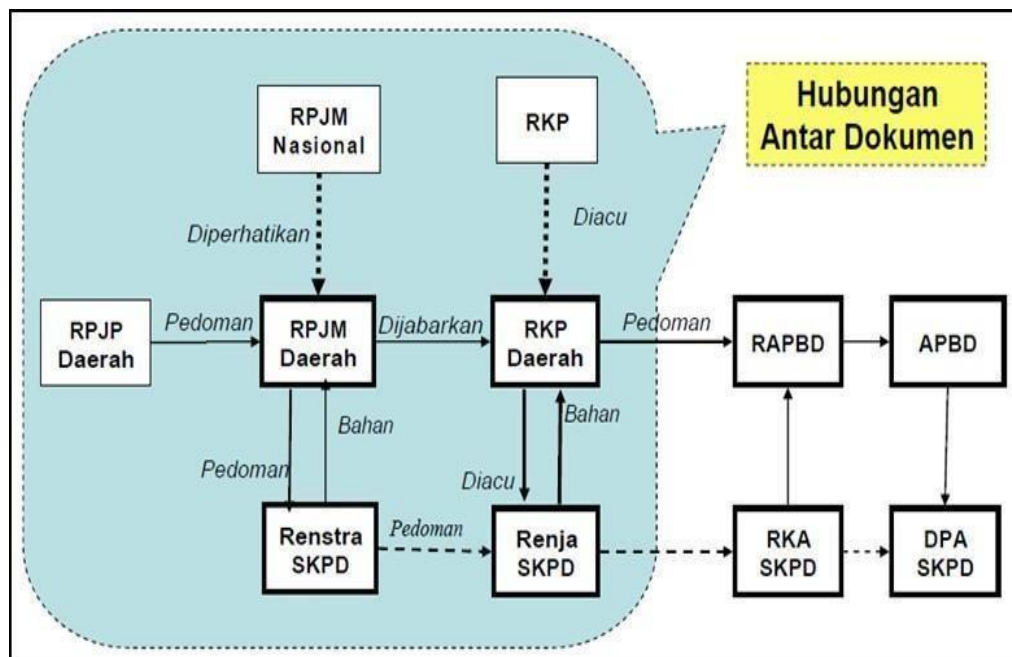 Hubungan
Antar Dokumen
RPJM
Nasional
RKP
Diperhatikan
Diacu
RPJP
Daerah
Pedoman
RPJM
Daerah
Dijabarkan
RKP
Daerah
Pedoman
RAPBD
APBD
Bahan
Pedoman
Bahan
Diacu
Renstra
SKPD
Pedoman
Renja
SKPD
RKA
SKPD
DPA
SKPD